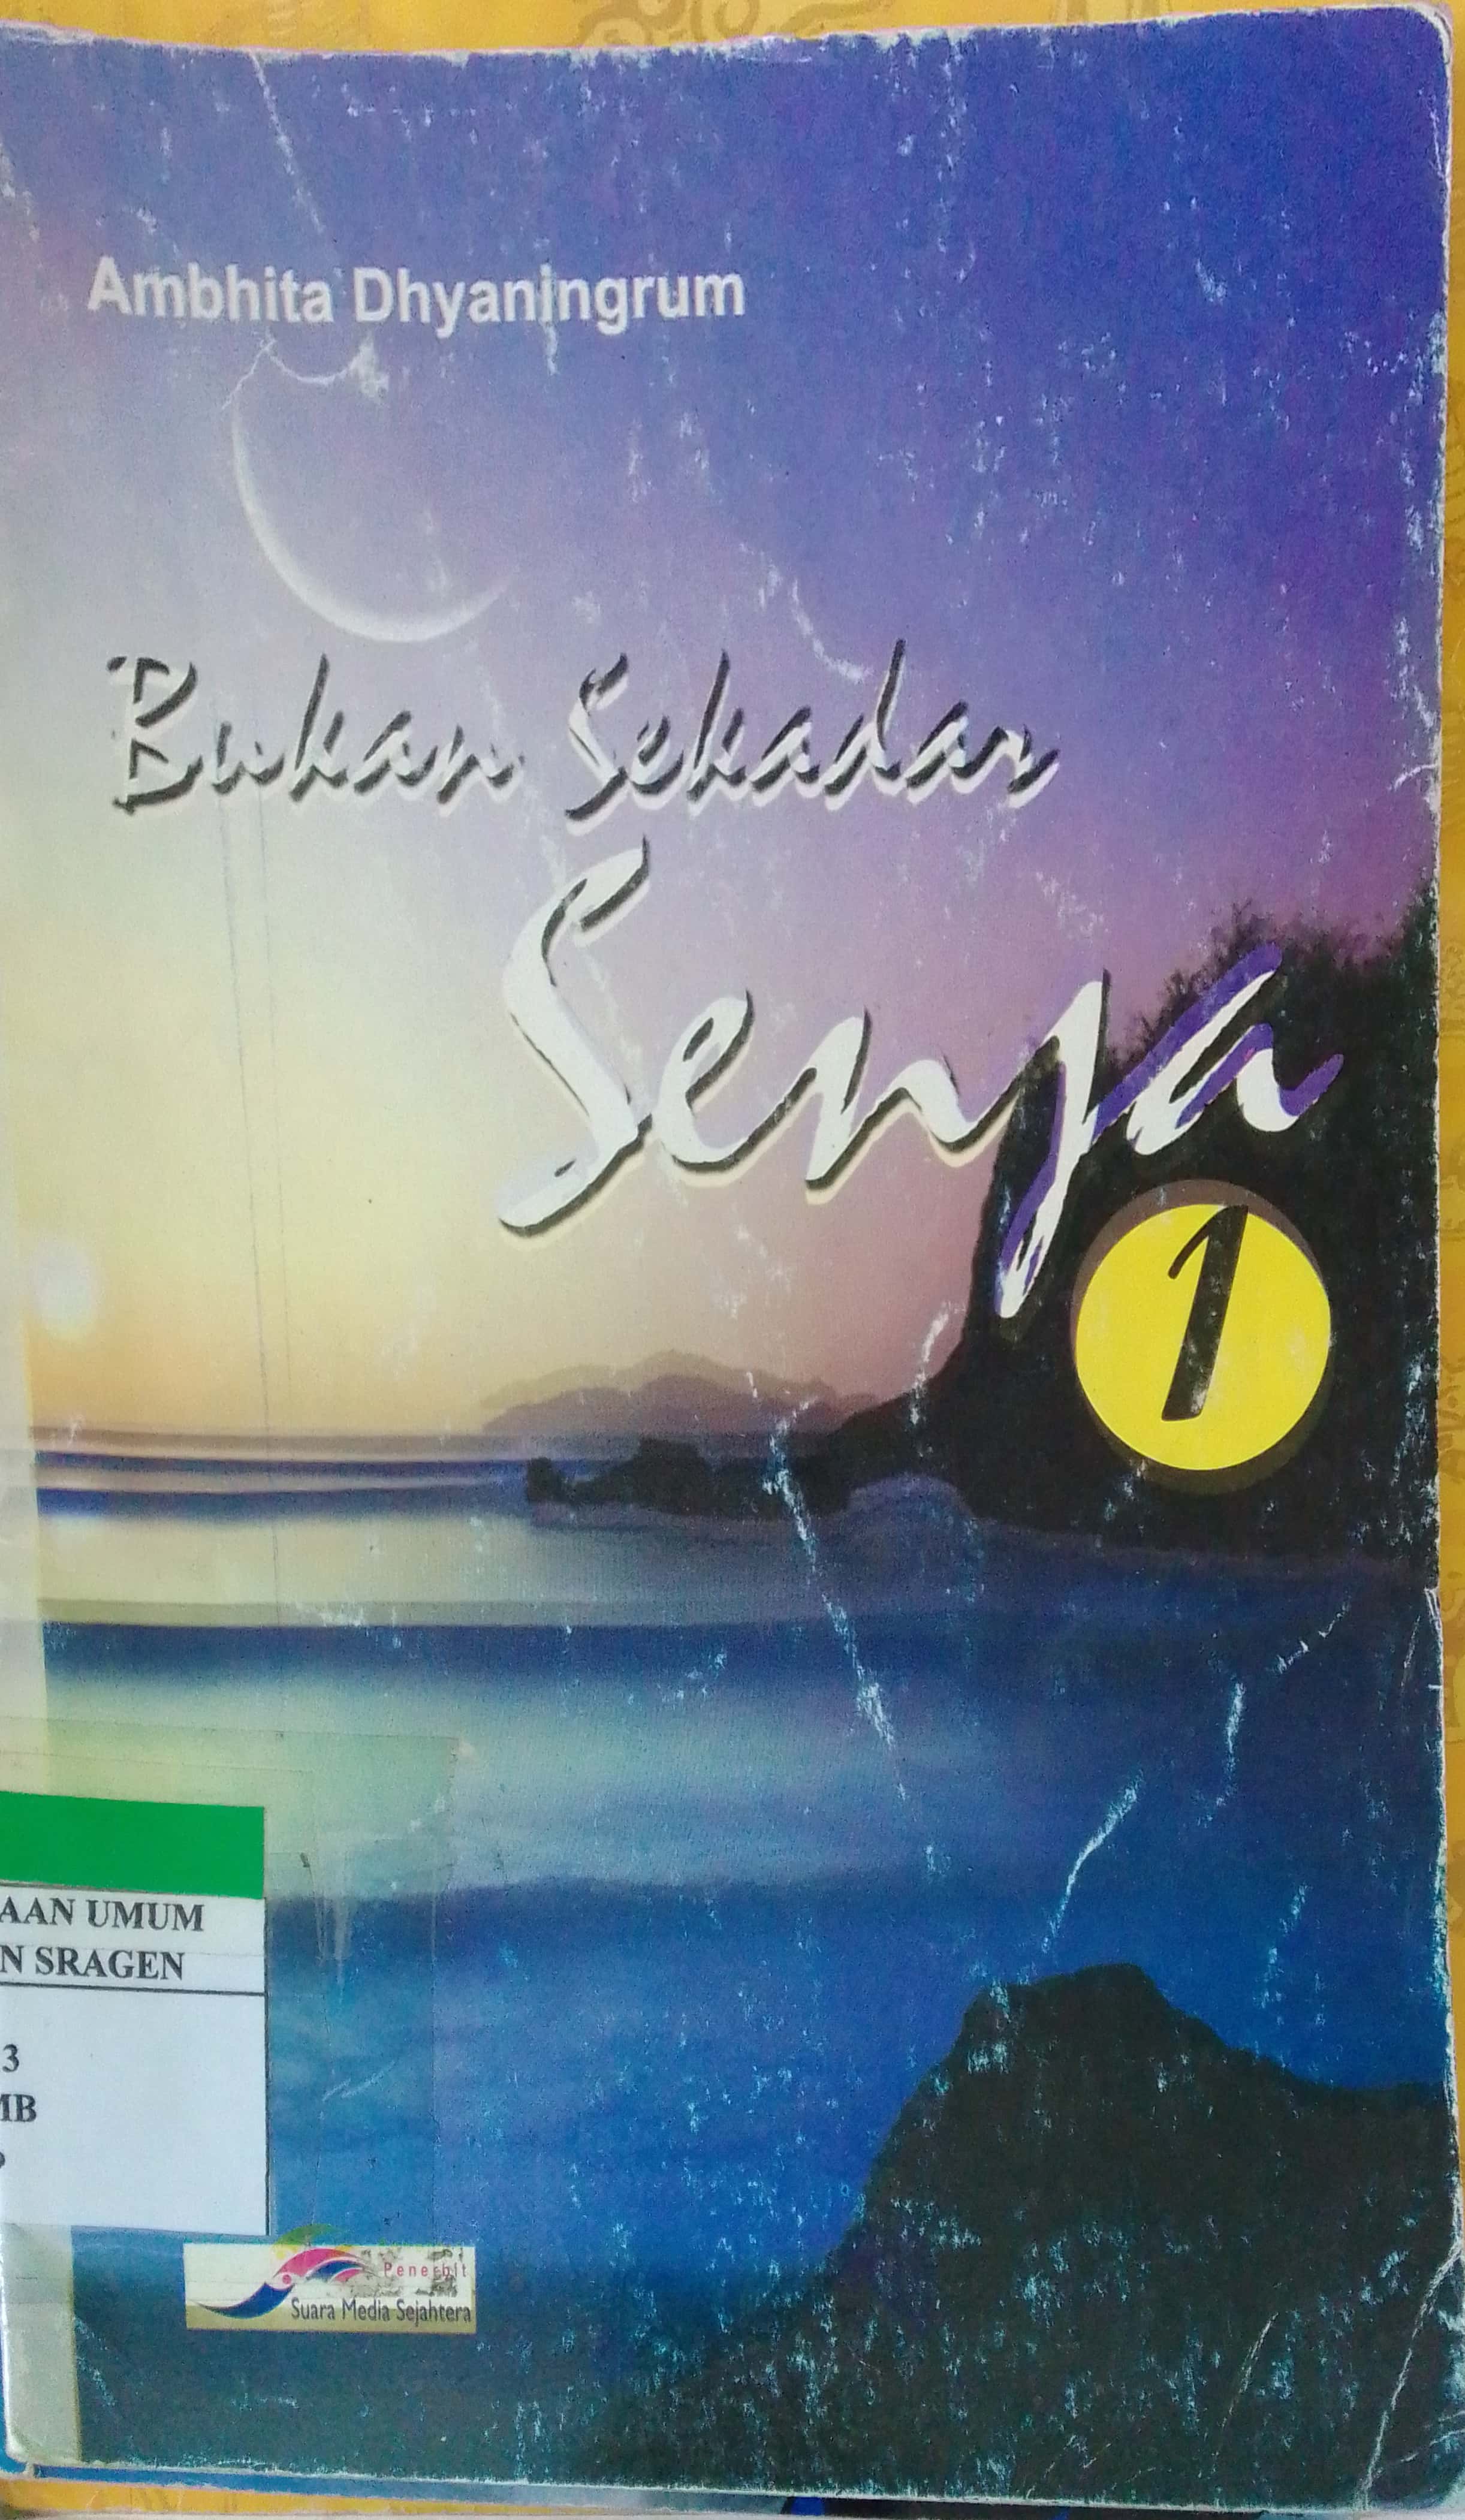 Ambhita Dhyaningrum
Bukan Sekadar
Senja
1
AAN UMUM
N SRAGEN
3
MB
Penerbit
Suara Media Sejahtera